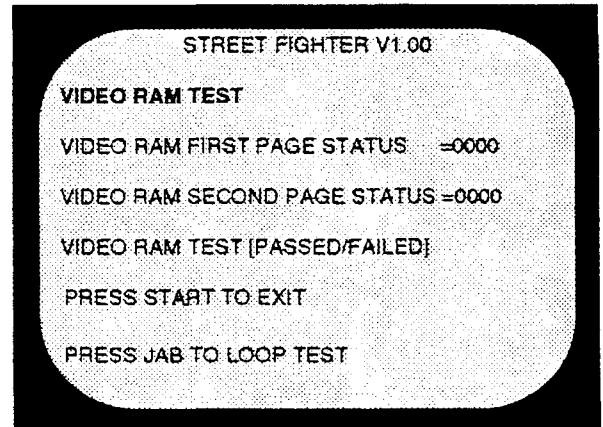 STREET FIGHTER V1.00
VIDEO RAM TEST
VIDEO RAM FIRST PAGE STATUS =0000
VIDEO RAM SECOND PAGE STATUS =0000
VIDEO RAM TEST [PASSED/FAILED]
PRESS START TO EXIT
PRESS JAB TO LOOP TEST